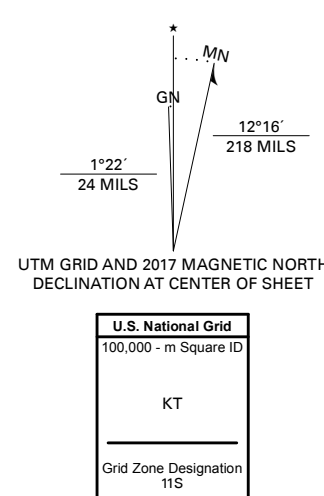 ★
MN
GN
12°16´
218 MILS
1°22´
24 MILS
UTM GRID AND 2017 MAGNETIC NORTH
DECLINATION AT CENTER OF SHEET
U.S. National Grid
100,000 - m Square ID
KT
Grid Zone Designation
11S